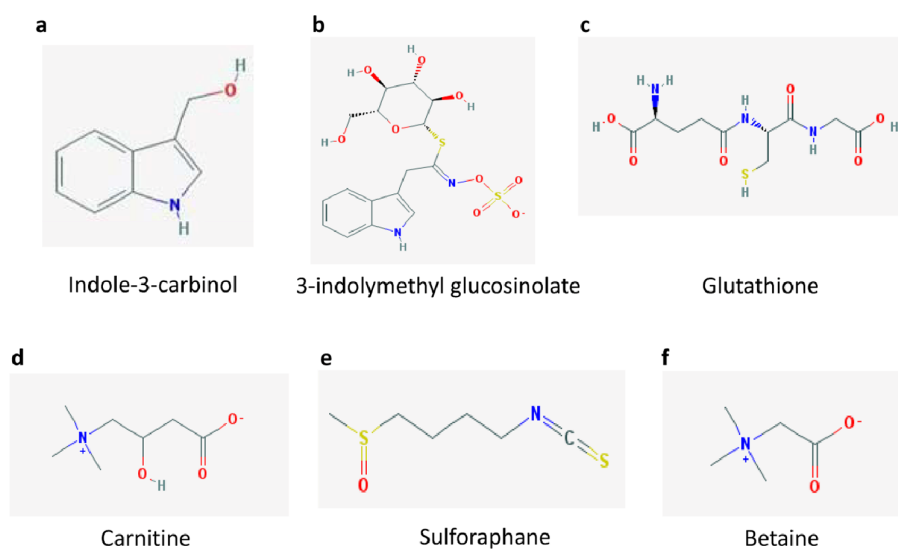 a
b
c
H
O
N
H
Indole-3-carbinol
H
O
H
H
O
O
O
H
H
O
O
S
N
O
S
O
O
O-
N
H
3-indolymethyl glucosinolate
H
H
N
H
O
O
O
H
N
S
H
O
N
H
O
O
H
Glutathione
d
e
f
N
+
O
H
O
O-
Carnitine
S
O
N
C
S
Sulforaphane
N
+
O
O-
Betaine